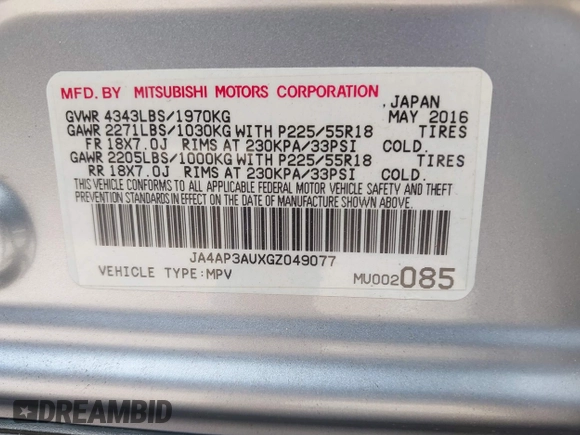 MFD. BY MITSUBISHI MOTORS CORPORATION
, JAPAN
GVWR 4343LBS/1970KG MAY 2016
GAWR 2271LBS/1030KG WITH P225/55R18 TIRES
FR 18X7.0J RIMS AT 230KPA/33PSI COLD.
GAWR 2205LBS/1000KG WITH P225/55R18 TIRES
RR 18X7.0J RIMS AT 230KPA/33PSI COLD.
THIS VEHICLE CONFORMS TO ALL APPLICABLE FEDERAL MOTOR VEHICLE SAFETY AND THEFT
PREVENTION STANDARDS IN EFFECT ON THE DATE OF MANUFACTURE SHOWN ABOVE.
JA4AP3AUXGZ049077
VEHICLE TYPE:MPV MU002085
DREAMBID